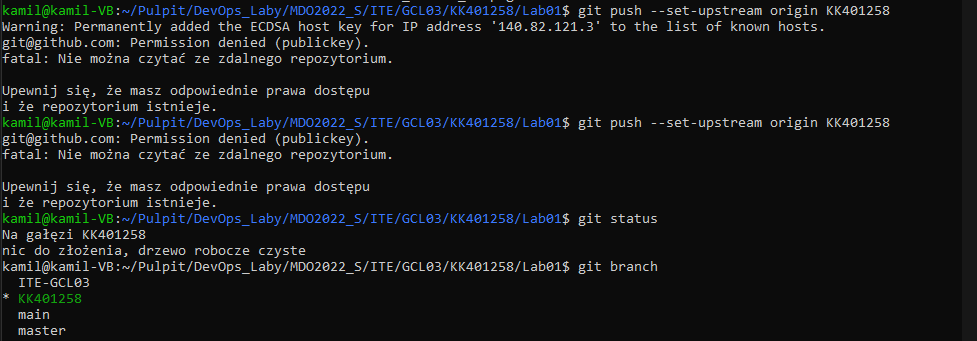 kamil@kamil-VB:~/Pulpit/DevOps_Laby/MDO2022_S/ITE/GCL03/KK401258/Lab01$ git push --set-upstream origin KK401258
Warning: Permanently added the ECDSA host key for IP address '140.82.121.3' to the list of known hosts.
git@github.com: Permission denied (publickey).
fatal: Nie można czytać ze zdalnego repozytorium.

Upewnij się, że masz odpowiednie prawa dostępu
i że repozytorium istnieje.
kamil@kamil-VB:~/Pulpit/DevOps_Laby/MDO2022_S/ITE/GCL03/KK401258/Lab01$ git push --set-upstream origin KK401258
git@github.com: Permission denied (publickey).
fatal: Nie można czytać ze zdalnego repozytorium.

Upewnij się, że masz odpowiednie prawa dostępu
i że repozytorium istnieje.
kamil@kamil-VB:~/Pulpit/DevOps_Laby/MDO2022_S/ITE/GCL03/KK401258/Lab01$ git status
Na gałęzi KK401258
nic do złożenia, drzewo robocze czyste
kamil@kamil-VB:~/Pulpit/DevOps_Laby/MDO2022_S/ITE/GCL03/KK401258/Lab01$ git branch
  ITE-GCL03
* KK401258
  main
  master